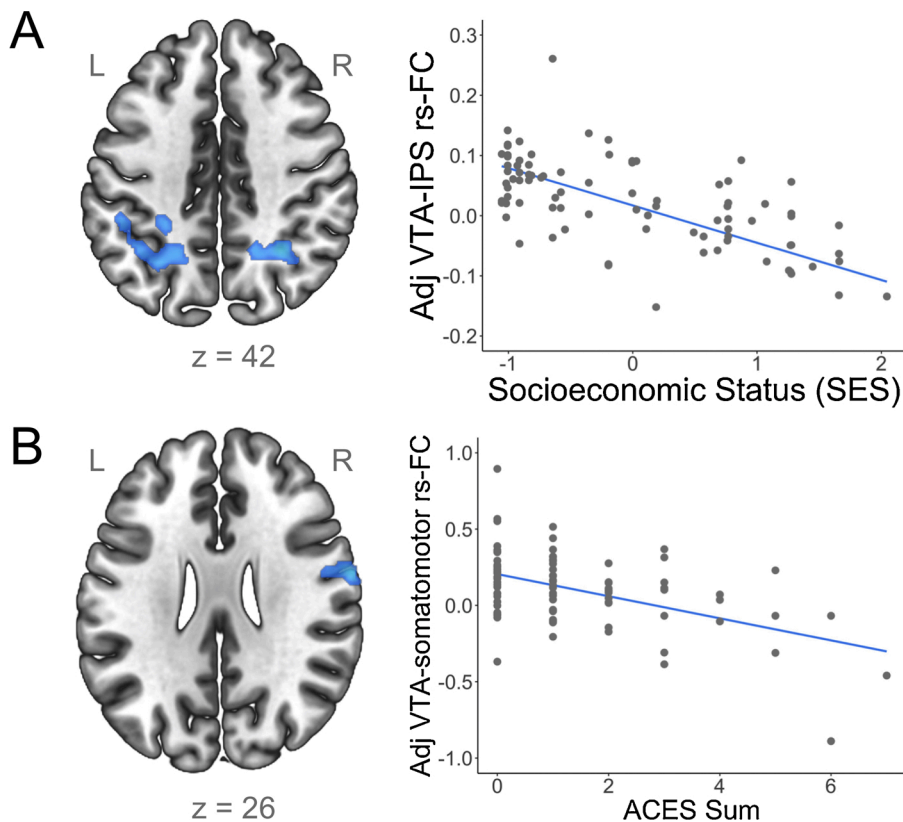 A
L
R
z = 42
Adj VTA-IPS rs-FC
0.3
0.2
0.1
0.0
-0.1
-0.2
-1
0
1
2
Socioeconomic Status (SES)
B
L
R
z = 26
Adj VTA-somatomotor rs-FC
1.0
0.5
0.0
-0.5
-1.0
0
2
4
6
ACES Sum